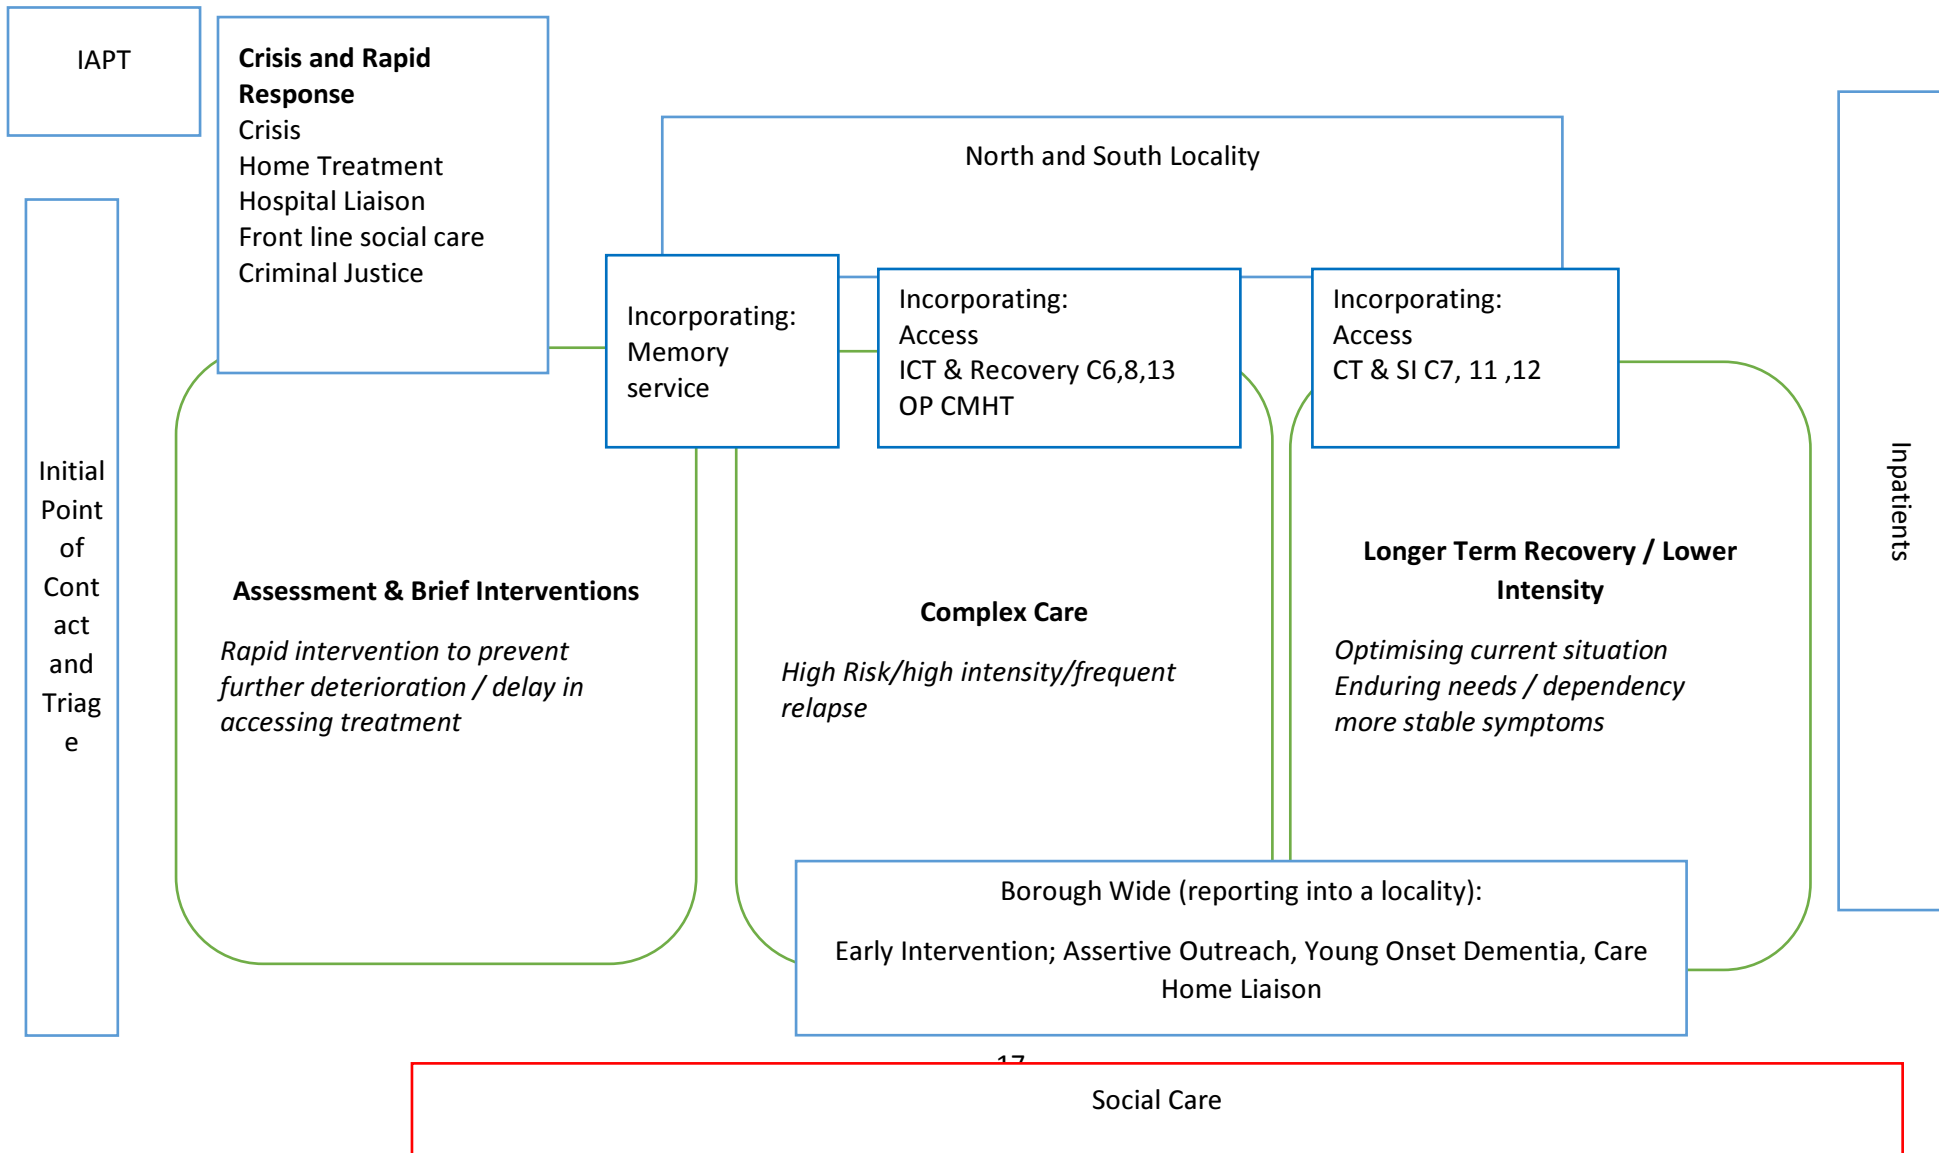 IAPT
Crisis and Rapid
Response
Crisis
Home Treatment
Hospital Liaison
Front line social care
Criminal Justice
North and South Locality
Incorporating:
Memory
service
Incorporating:
Access
ICT & Recovery C6,8,13
OP CMHT
Incorporating:
Access
CT & SI C7, 11 ,12
Initial
Point
of
Cont
act
and
Triag
e
Assessment & Brief Interventions
Rapid intervention to prevent
further deterioration / delay in
accessing treatment
Complex Care
High Risk/high intensity/frequent
relapse
Longer Term Recovery / Lower
Intensity
Optimising current situation
Enduring needs / dependency
more stable symptoms
Inpatients
Borough Wide (reporting into a locality):
Early Intervention; Assertive Outreach, Young Onset Dementia, Care
Home Liaison
17
Social Care